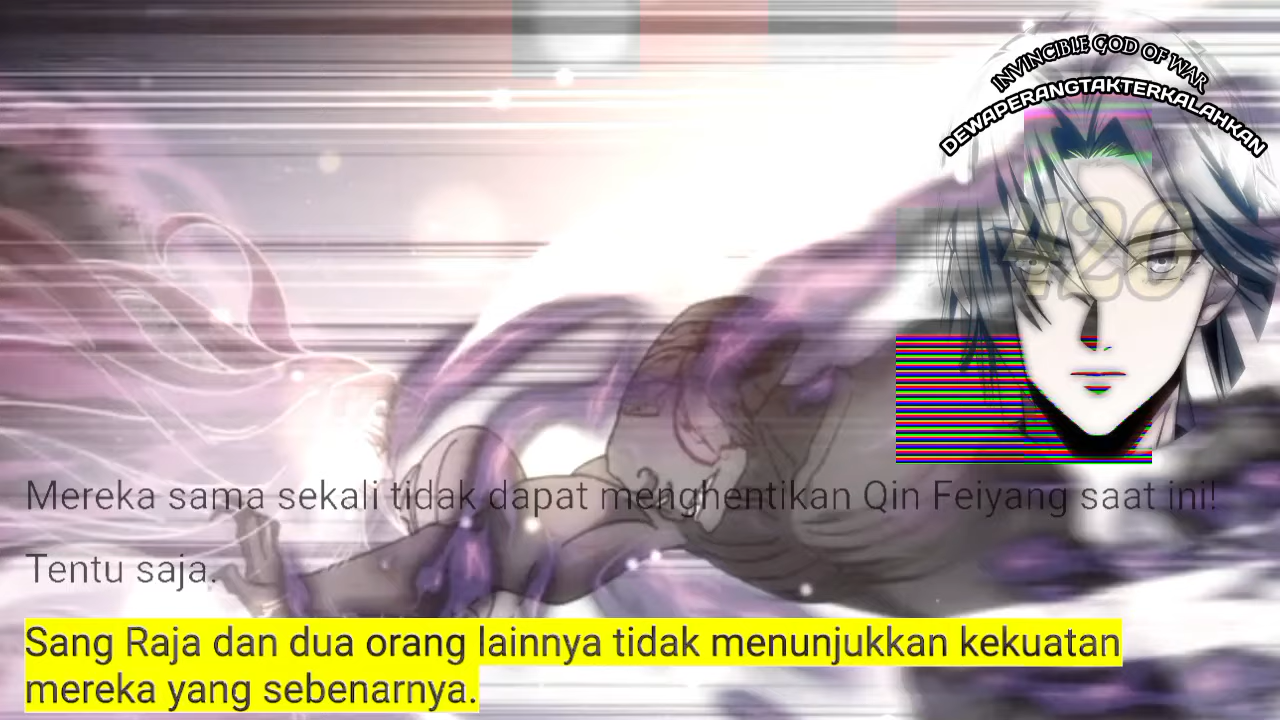 INVINCIBLE GOD OF WAR
DEWAPERANGTAKTERKALAHKAN
Mereka sama sekali tidak dapat menghentikan Qin Feiyang saat ini!
Tentu saja.
Sang Raja dan dua orang lainnya tidak menunjukkan kekuatan
mereka yang sebenarnya.